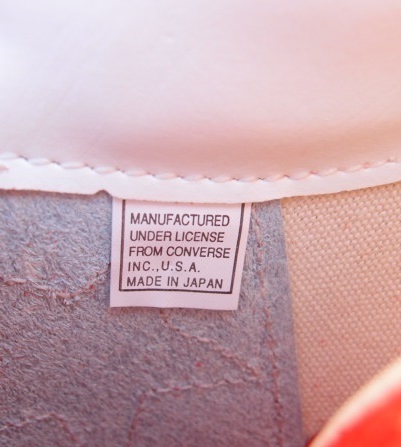 MANUFACTURED
UNDER LICENSE
FROM CONVERSE
INC.,U.S.A.
MADE IN JAPAN